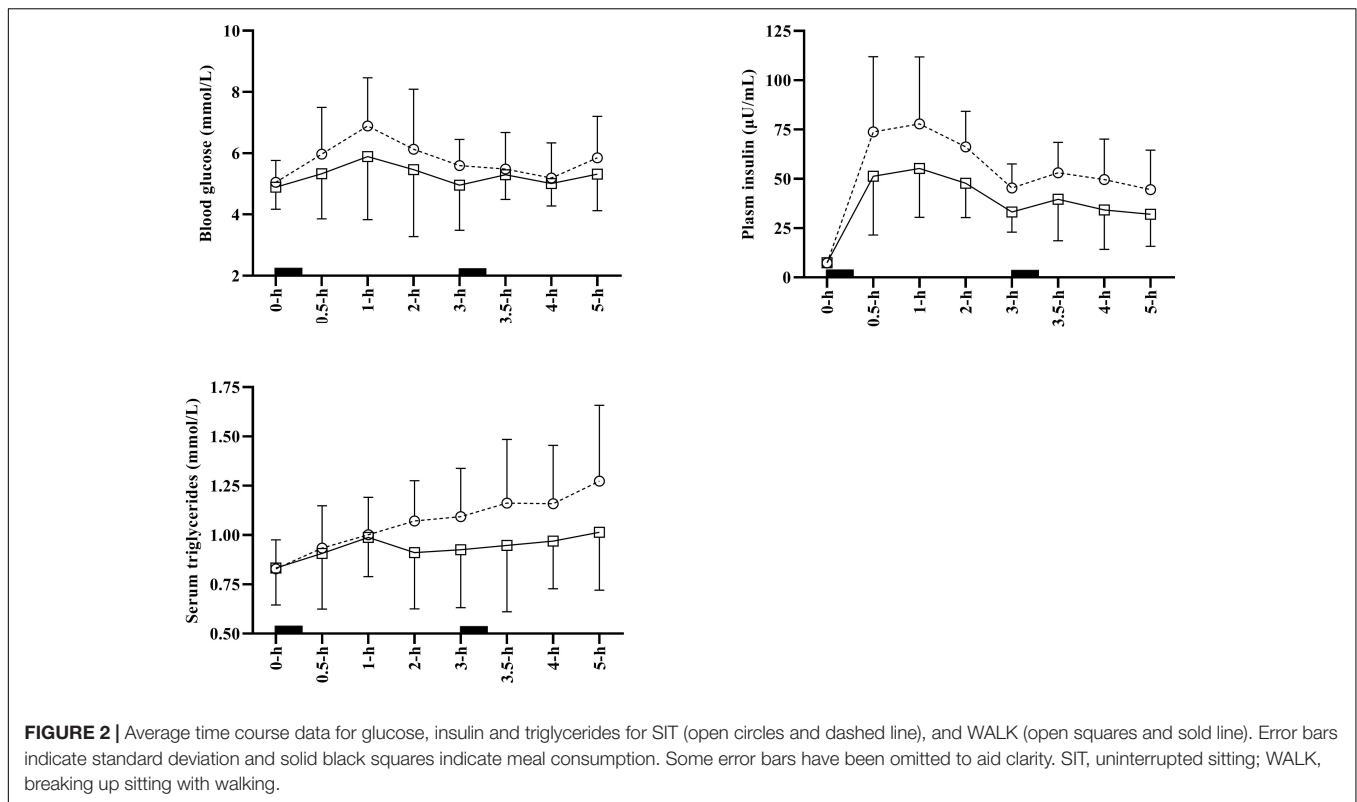 10
8
6
4
2
Blood glucose (mmol/L)
0-h
0.5-h
1-h
2-h
3-h
3.5-h
4-h
5-h
125
100
75
50
25
0
Plasm insulin (µU/mL)
0-h
0.5-h
1-h
2-h
3-h
3.5-h
4-h
5-h
1.75
1.50
1.25
1.00
0.75
0.50
Serum triglycerides (mmol/L)
0-h
0.5-h
1-h
2-h
3-h
3.5-h
4-h
5-h
FIGURE 2 | Average time course data for glucose, insulin and triglycerides for SIT (open circles and dashed line), and WALK (open squares and sold line). Error bars
indicate standard deviation and solid black squares indicate meal consumption. Some error bars have been omitted to aid clarity. SIT, uninterrupted sitting; WALK,
breaking up sitting with walking.